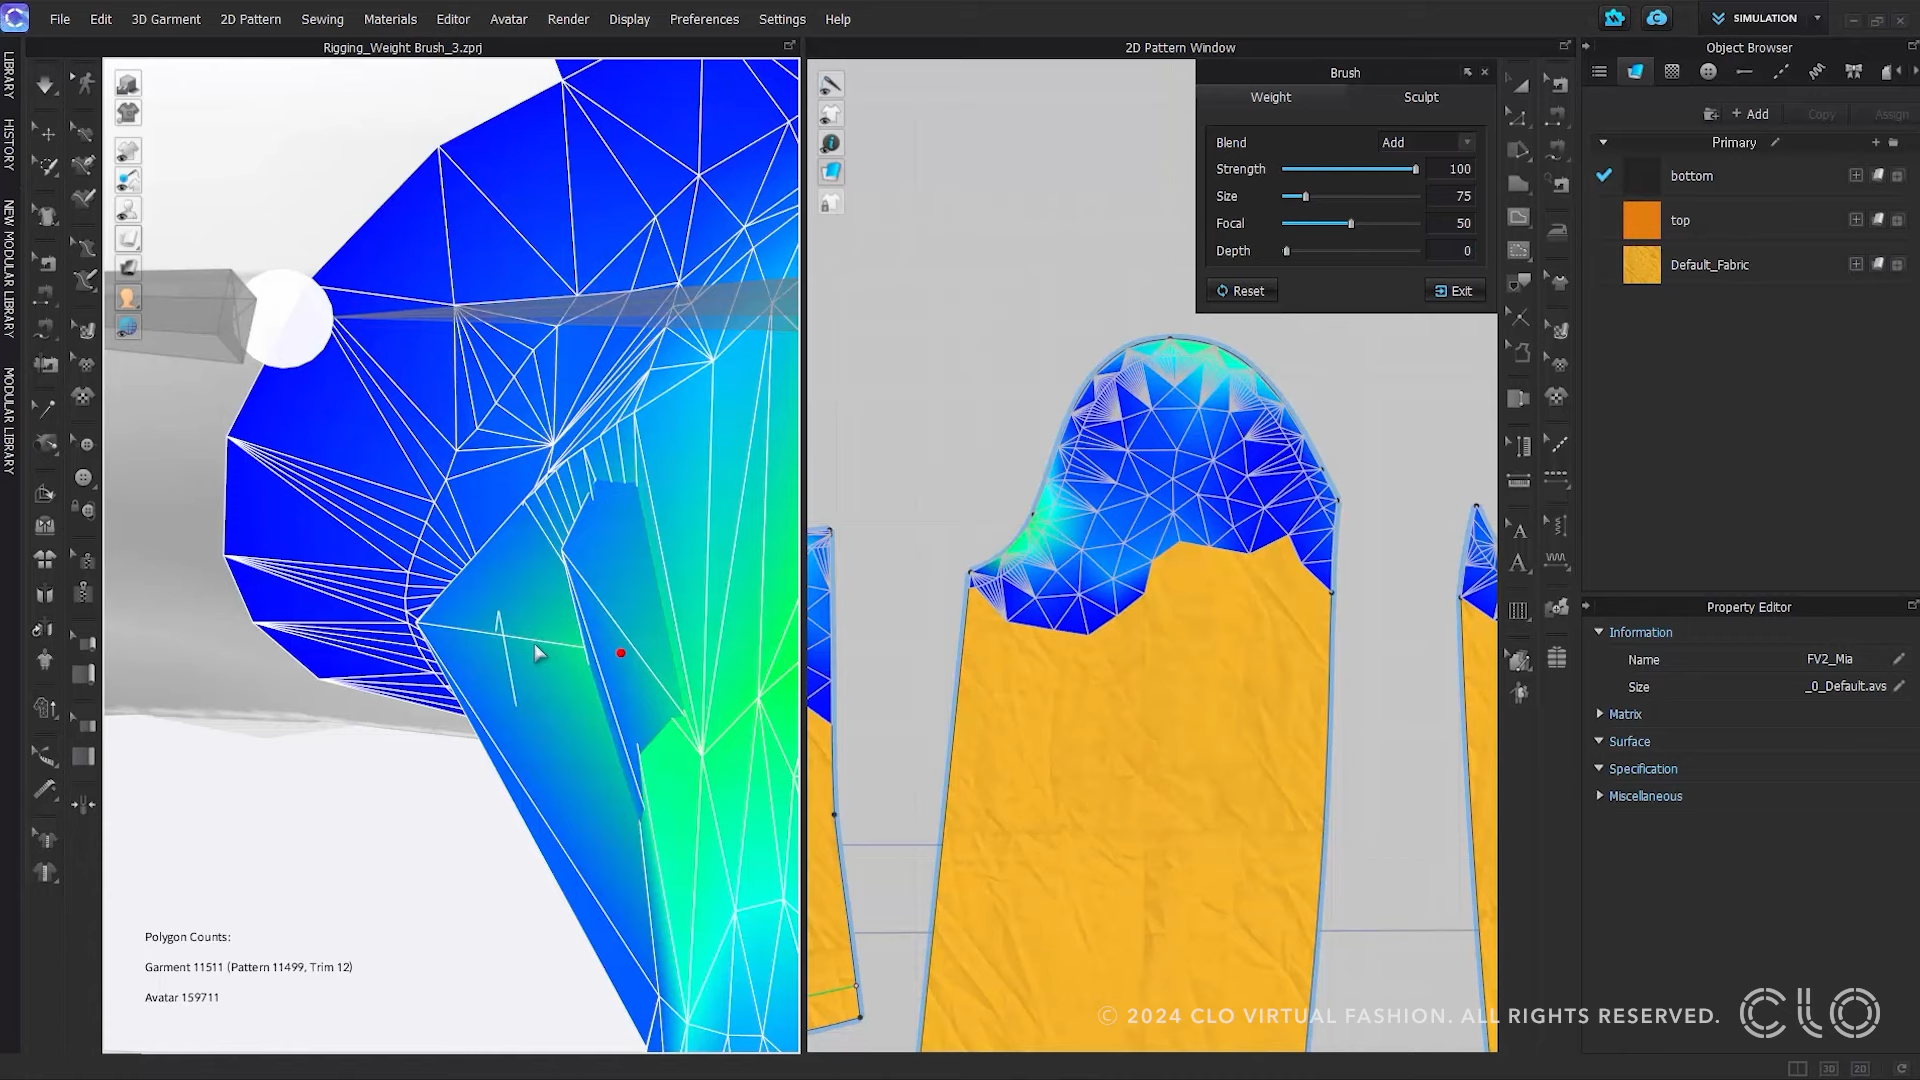 File Edit 3D Garment 2D Pattern Sewing Materials Editor Avatar Render Display Preferences Settings Help
SIMULATION
LIBRARY
HISTORY
NEW MODULAR LIBRARY
MODULAR LIBRARY
Rigging_Weight Brush_3.zprj
2D Pattern Window
Object Browser
Brush
Weight Sculpt
Blend Add
Strength 100
Size 75
Focal 50
Depth 0
Reset Exit
+ Add Copy Assign
Primary
bottom
top
Default_Fabric
Property Editor
Information
Name FV2_Mia
Size _0_Default.avs
Matrix
Surface
Specification
Miscellaneous
Polygon Counts:
Garment 11511 (Pattern 11499, Trim 12)
Avatar 159711
© 2024 CLO VIRTUAL FASHION. ALL RIGHTS RESERVED.
CLO
3D 2D